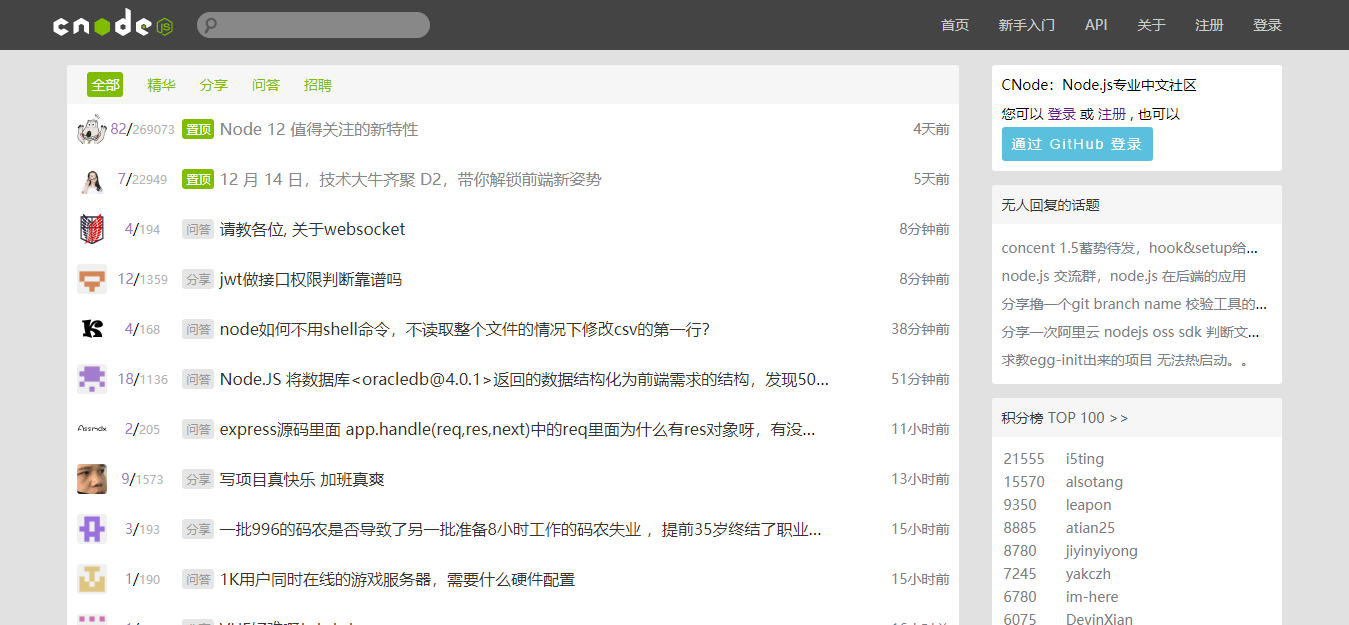 cnode js
首页 新手入门 API 关于 注册 登录
全部 精华 分享 问答 招聘
82/269073 置顶 Node 12 值得关注的新特性 4天前
7/22949 置顶 12 月 14 日，技术大牛齐聚 D2，带你解锁前端新姿势 5天前
4/194 问答 请教各位, 关于websocket 8分钟前
12/1359 分享 jwt做接口权限判断靠谱吗 8分钟前
4/168 问答 node如何不用shell命令，不读取整个文件的情况下修改csv的第一行? 38分钟前
18/1136 问答 Node.JS 将数据库<oracledb@4.0.1>返回的数据结构化为前端需求的结构，发现50... 51分钟前
Assmdx 2/205 问答 express源码里面 app.handle(req,res,next)中的req里面为什么有res对象呀，有没... 11小时前
9/1573 分享 写项目真快乐 加班真爽 13小时前
3/193 分享 一批996的码农是否导致了另一批准备8小时工作的码农失业 ，提前35岁终结了职业... 15小时前
1/190 问答 1K用户同时在线的游戏服务器，需要什么硬件配置 15小时前
CNode：Node.js专业中文社区
您可以 登录 或 注册 , 也可以
通过 GitHub 登录
无人回复的话题
concent 1.5蓄势待发，hook&setup给...
node.js 交流群，node.js 在后端的应用
分享撸一个git branch name 校验工具的...
分享一次阿里云 nodejs oss sdk 判断文...
求教egg-init出来的项目 无法热启动。。
积分榜 TOP 100 >>
21555 i5ting
15570 alsotang
9350 leapon
8885 atian25
8780 jiyinyiyong
7245 yakczh
6780 im-here
6075 DevinXian